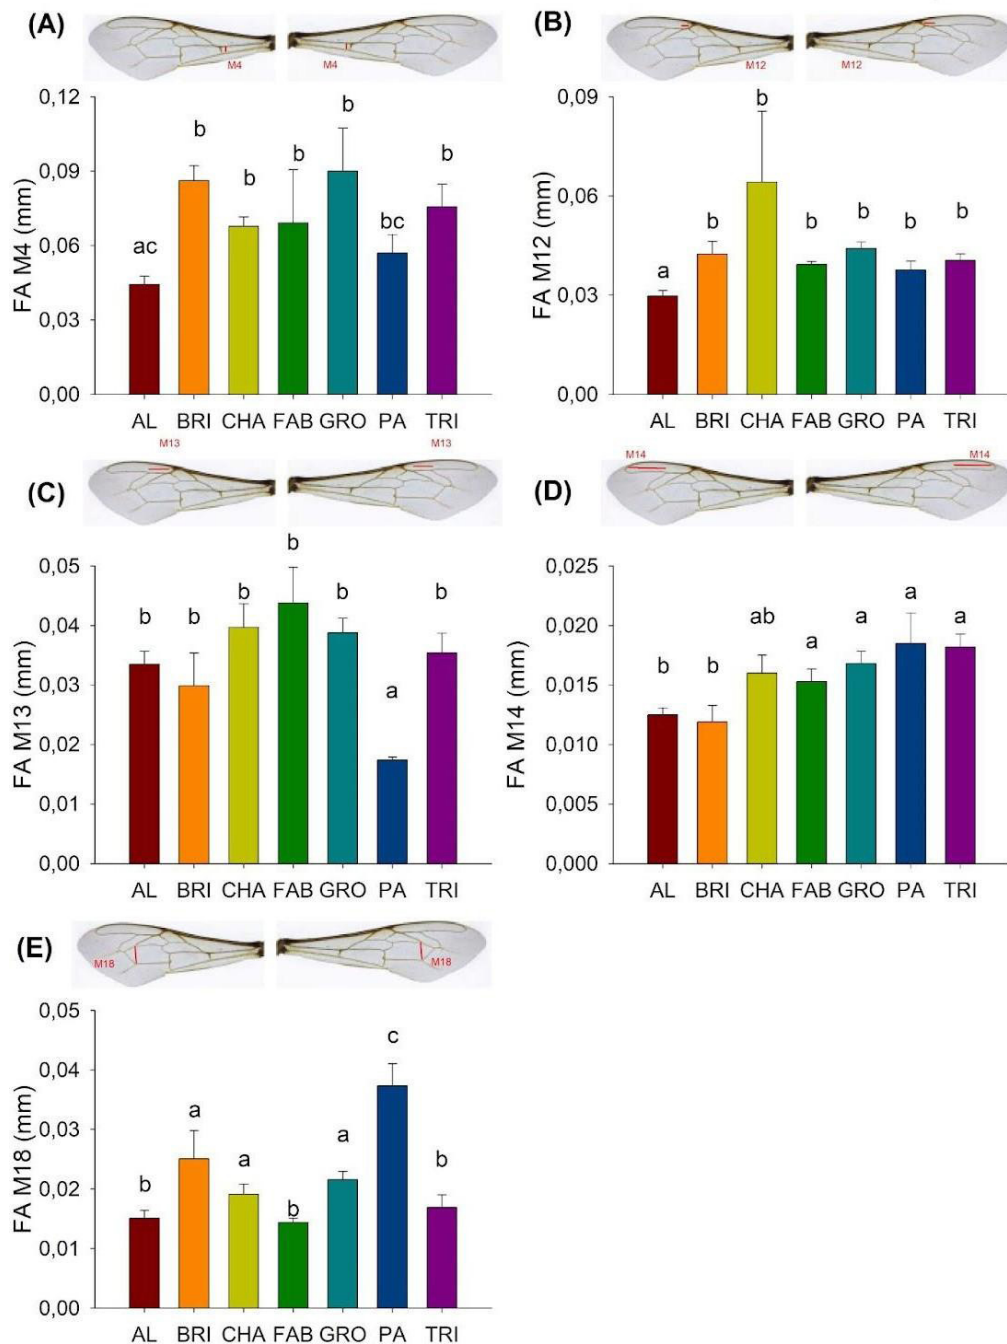 (A)
M4
M4
FA M4 (mm)
0,12
0,09
0,06
0,03
0,00
ac
b
b
b
b
bc
b
AL BRI CHA FAB GRO PA TRI
(B)
M12
M12
FA M12 (mm)
0,09
0,06
0,03
0,00
a
b
b
b
b
b
b
AL BRI CHA FAB GRO PA TRI
(C)
M13
M13
FA M13 (mm)
0,05
0,04
0,03
0,02
0,01
0,00
b
b
b
b
b
a
b
AL BRI CHA FAB GRO PA TRI
(D)
M14
M14
FA M14 (mm)
0,025
0,020
0,015
0,010
0,005
0,000
b
b
ab
a
a
a
a
AL BRI CHA FAB GRO PA TRI
(E)
M18
M18
FA M18 (mm)
0,05
0,04
0,03
0,02
0,01
0,00
b
a
a
b
a
c
b
AL BRI CHA FAB GRO PA TRI